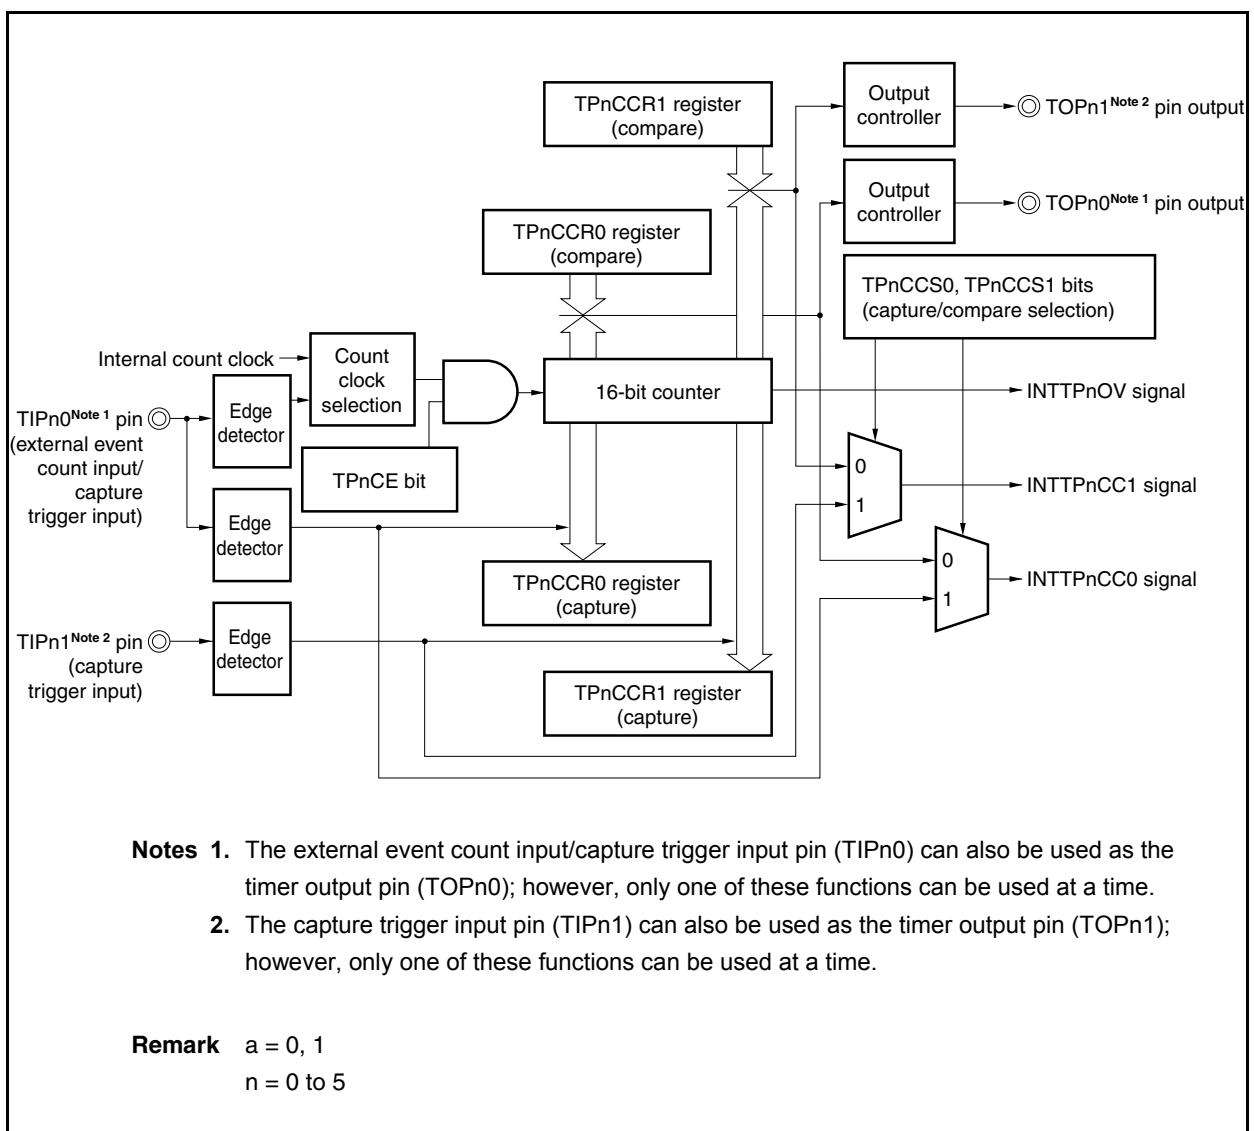 TPnCCR1 register
(compare)
Output
controller
TOPn1Note 2 pin output
Output
controller
TOPn0Note 1 pin output
TPnCCR0 register
(compare)
TPnCCS0, TPnCCS1 bits
(capture/compare selection)
Internal count clock
Count
clock
selection
16-bit counter
INTTPnOV signal
TIPn0Note 1 pin
(external event
count input/
capture
trigger input)
Edge
detector
TPnCE bit
0
1
INTTPnCC1 signal
Edge
detector
TPnCCR0 register
(capture)
0
1
INTTPnCC0 signal
TIPn1Note 2 pin
(capture
trigger input)
Edge
detector
TPnCCR1 register
(capture)
Notes 1. The external event count input/capture trigger input pin (TIPn0) can also be used as the
timer output pin (TOPn0); however, only one of these functions can be used at a time.
2. The capture trigger input pin (TIPn1) can also be used as the timer output pin (TOPn1);
however, only one of these functions can be used at a time.
Remark a = 0, 1
n = 0 to 5